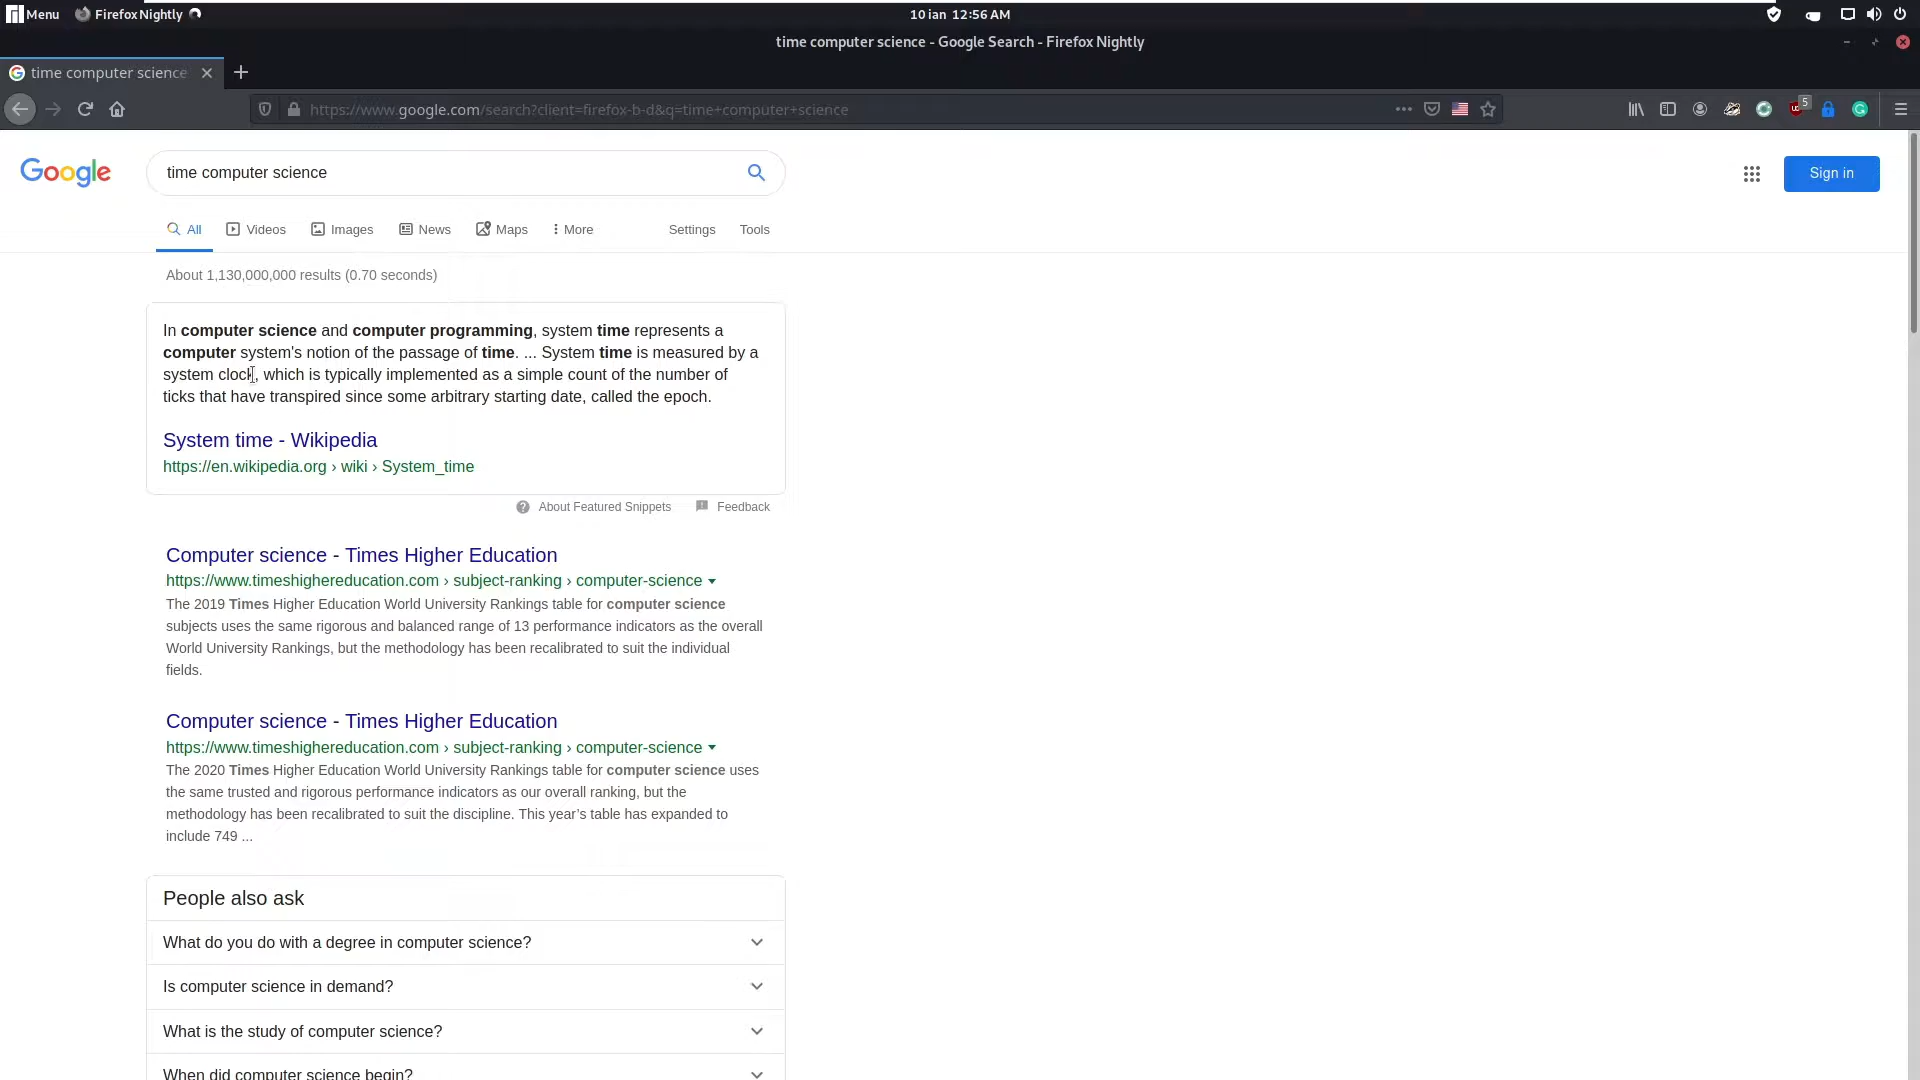 Menu
Firefox Nightly
10 ian 12:56 AM
time computer science - Google Search - Firefox Nightly
time computer science
https://www.google.com/search?client=firefox-b-d&q=time+computer+science
5
Google
time computer science
Sign in
All
Videos
Images
News
Maps
More
Settings
Tools
About 1,130,000,000 results (0.70 seconds)
In computer science and computer programming, system time represents a
computer system's notion of the passage of time. ... System time is measured by a
system clock, which is typically implemented as a simple count of the number of
ticks that have transpired since some arbitrary starting date, called the epoch.
System time - Wikipedia
https://en.wikipedia.org › wiki › System_time
About Featured Snippets
Feedback
Computer science - Times Higher Education
https://www.timeshighereducation.com › subject-ranking › computer-science
The 2019 Times Higher Education World University Rankings table for computer science
subjects uses the same rigorous and balanced range of 13 performance indicators as the overall
World University Rankings, but the methodology has been recalibrated to suit the individual
fields.
Computer science - Times Higher Education
https://www.timeshighereducation.com › subject-ranking › computer-science
The 2020 Times Higher Education World University Rankings table for computer science uses
the same trusted and rigorous performance indicators as our overall ranking, but the
methodology has been recalibrated to suit the discipline. This year’s table has expanded to
include 749 ...
People also ask
What do you do with a degree in computer science?
Is computer science in demand?
What is the study of computer science?
When did computer science begin?